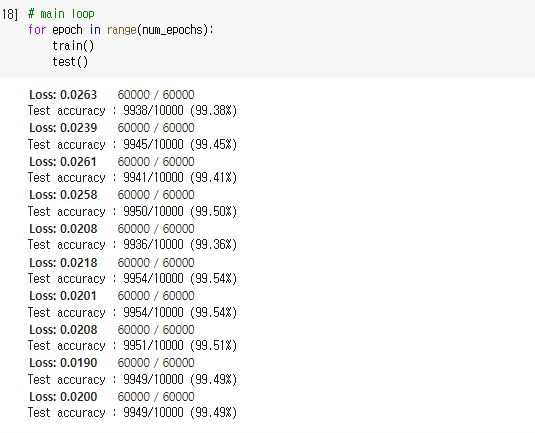 18] # main loop
for epoch in range(num_epochs):
train()
test()
Loss: 0.0263 60000 / 60000
Test accuracy : 9938/10000 (99.38%)
Loss: 0.0239 60000 / 60000
Test accuracy : 9945/10000 (99.45%)
Loss: 0.0261 60000 / 60000
Test accuracy : 9941/10000 (99.41%)
Loss: 0.0258 60000 / 60000
Test accuracy : 9950/10000 (99.50%)
Loss: 0.0208 60000 / 60000
Test accuracy : 9936/10000 (99.36%)
Loss: 0.0218 60000 / 60000
Test accuracy : 9954/10000 (99.54%)
Loss: 0.0201 60000 / 60000
Test accuracy : 9954/10000 (99.54%)
Loss: 0.0208 60000 / 60000
Test accuracy : 9951/10000 (99.51%)
Loss: 0.0190 60000 / 60000
Test accuracy : 9949/10000 (99.49%)
Loss: 0.0200 60000 / 60000
Test accuracy : 9949/10000 (99.49%)